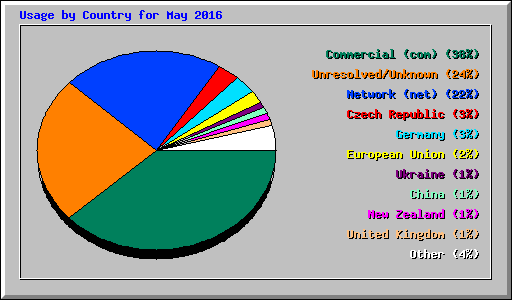 Usage by Country for May 2016
Commercial (com) (38%)
Unresolved/Unknown (24%)
Network (net) (22%)
Czech Republic (3%)
Germany (3%)
European Union (2%)
Ukraine (1%)
China (1%)
New Zealand (1%)
United Kingdom (1%)
Other (4%)